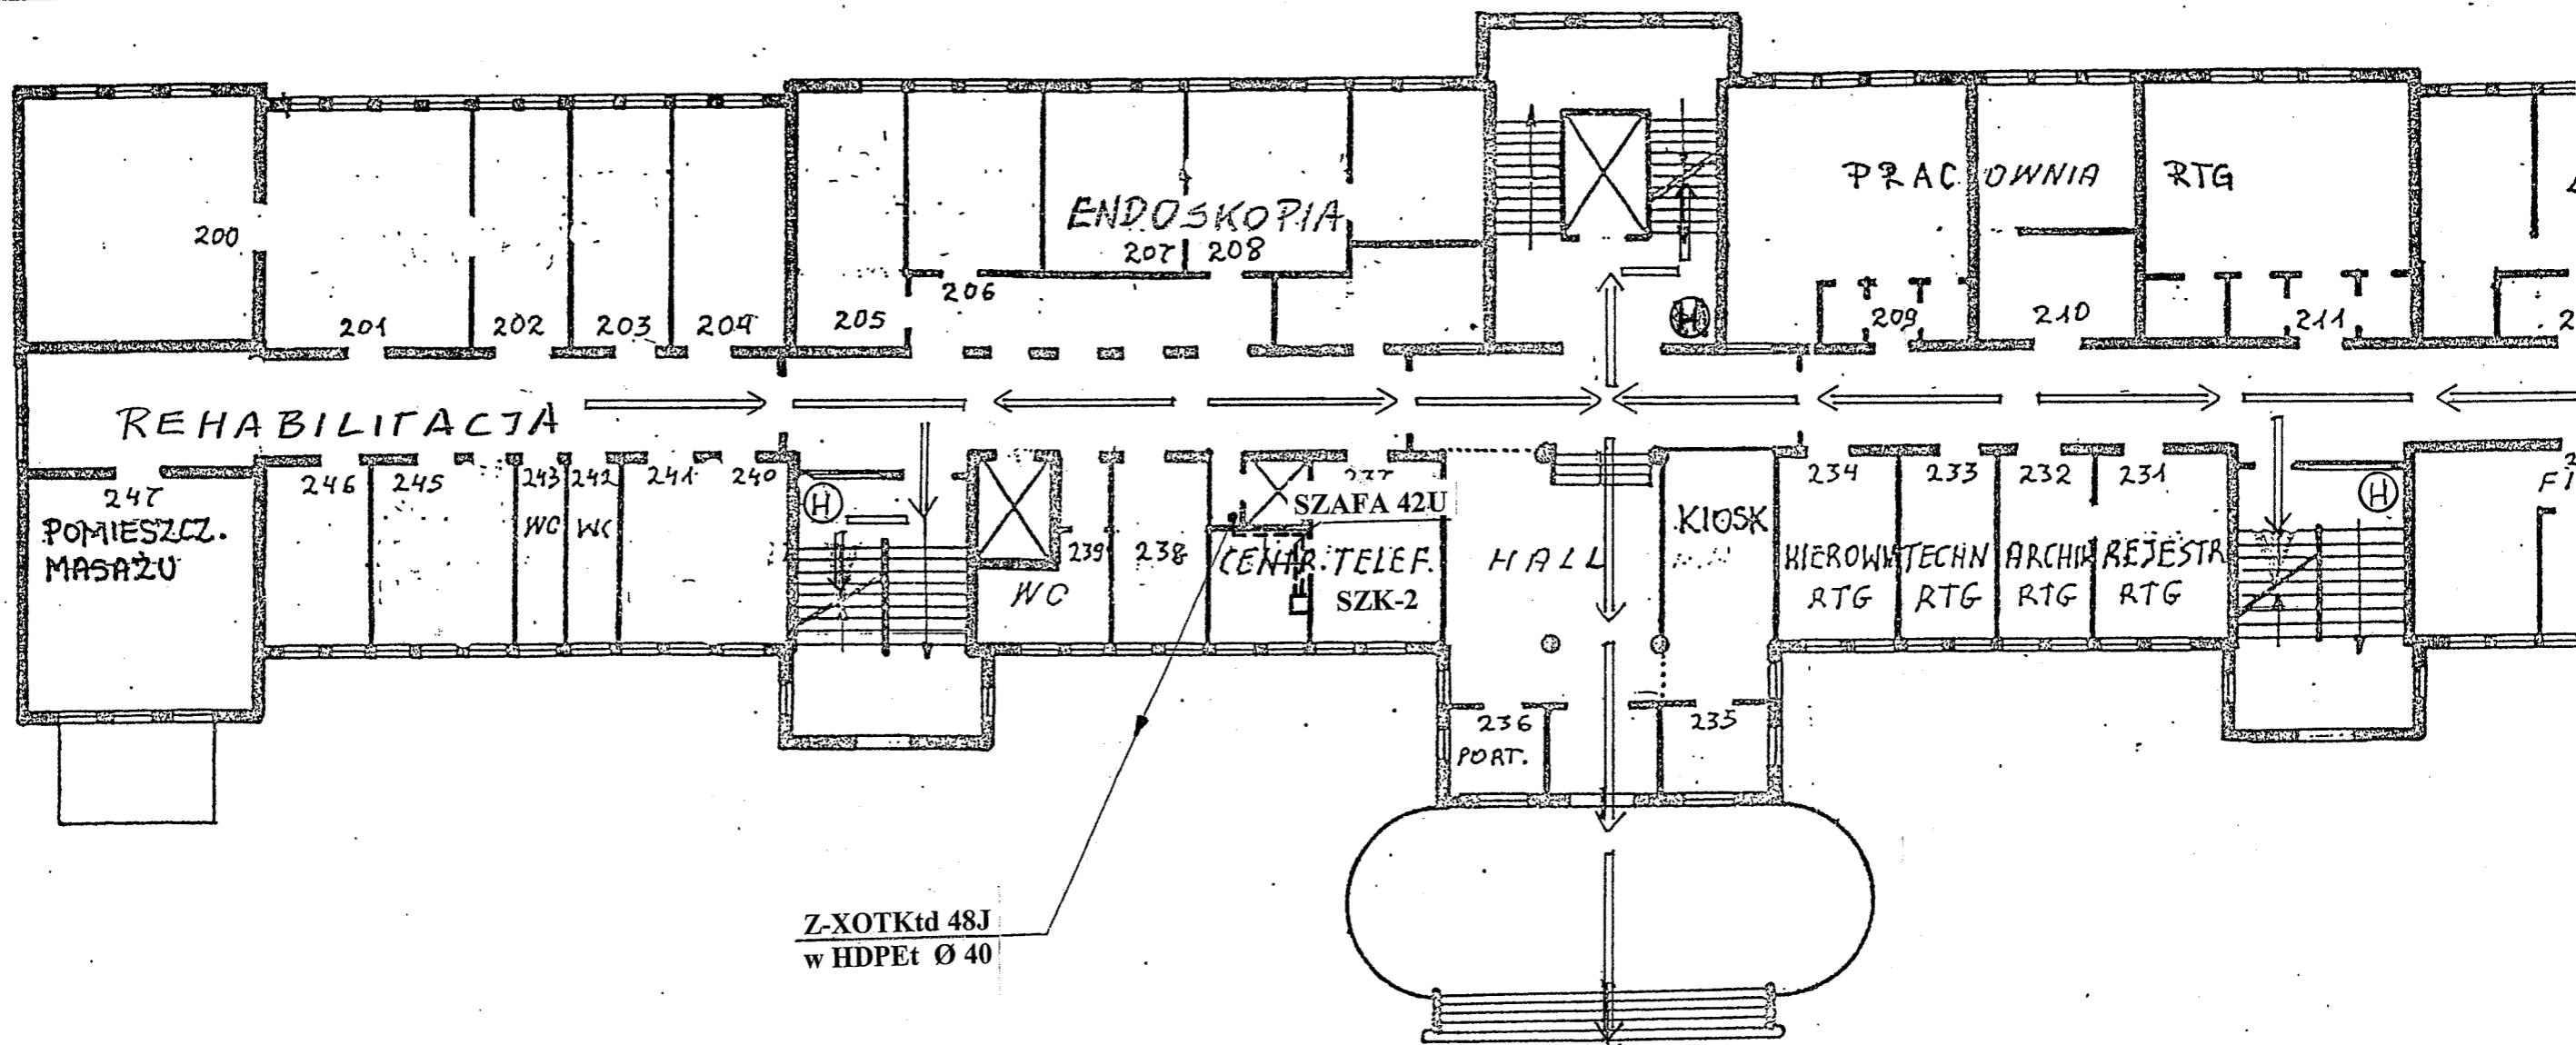 PRACOWNIA RTG
ENDOSKOPIA
200
207 208
206
201
202
203
204
205
209
210
211
H
REHABILITACJA
247
POMIESZCZ.
MASAŻU
246
245
243
WC
242
WC
241
240
H
239
WC
238
237
SZAFA 42U
CENTR. TELEF.
SZK-2
HALL
KIOSK
234
KIEROWN
RTG
233
TECHN
RTG
232
ARCHIW
RTG
231
REJESTR
RTG
H
236
PORT.
235
Z-XOTKtd 48J
w HDPEt Ø 40